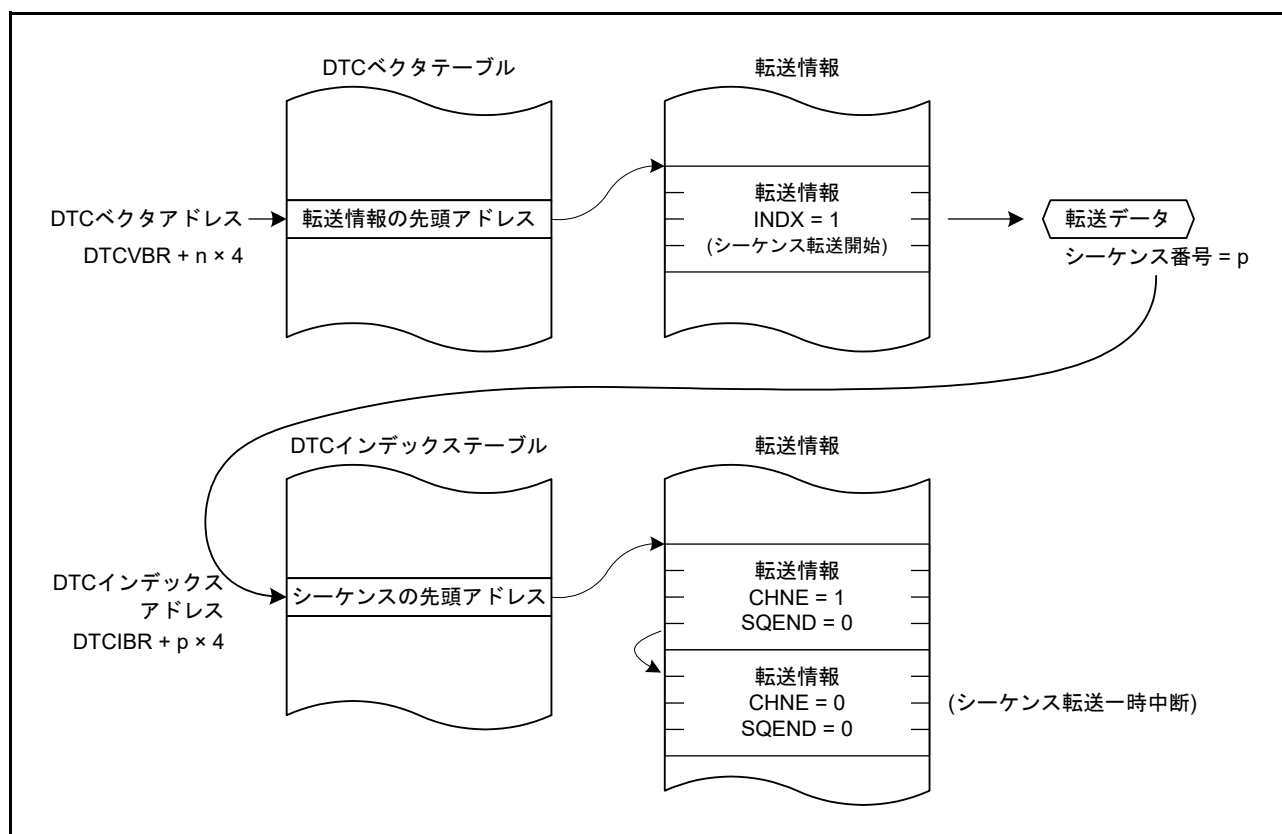 DTCベクタテーブル
転送情報
DTCベクタアドレス
DTCVBR + n × 4
転送情報の先頭アドレス
転送情報
INDX = 1
(シーケンス転送開始)
転送データ
シーケンス番号 = p
DTCインデックステーブル
転送情報
DTCインデックス
アドレス
DTCIBR + p × 4
シーケンスの先頭アドレス
転送情報
CHNE = 1
SQEND = 0
転送情報
CHNE = 0
SQEND = 0
(シーケンス転送一時中断)